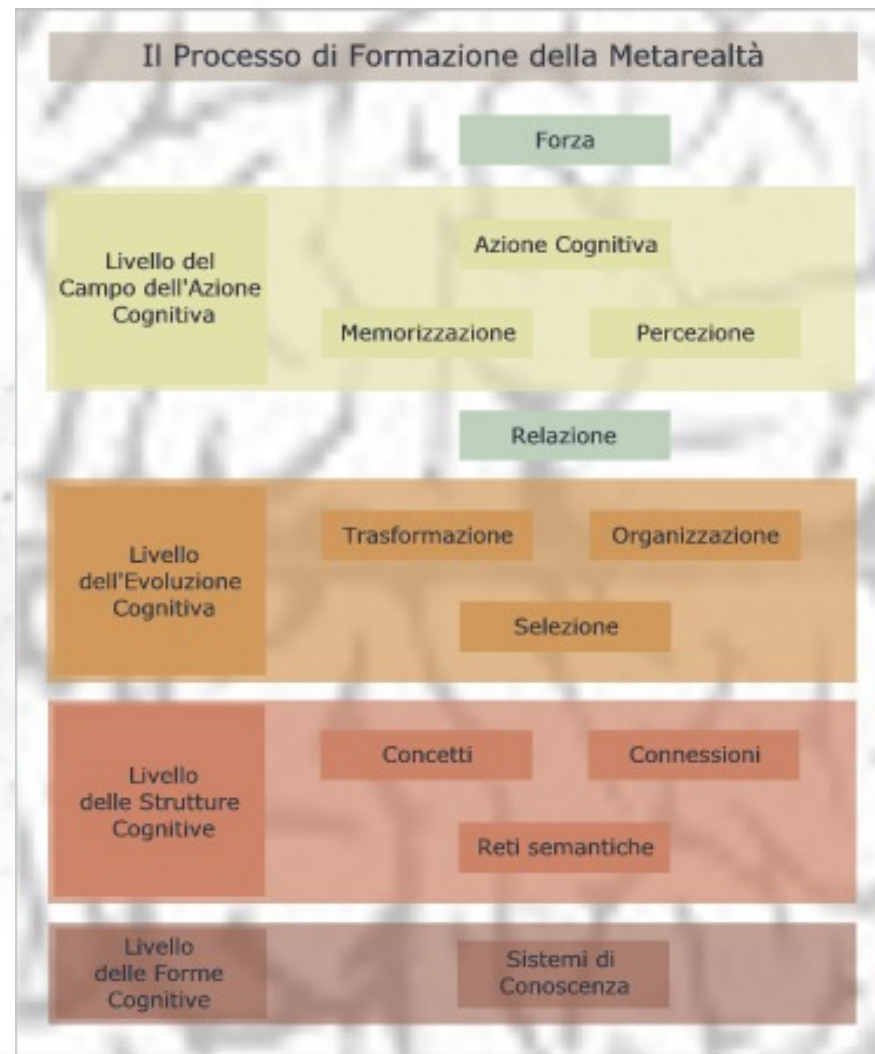 Il Processo di Formazione della Metarealtà
Forza
Livello del
Campo dell'Azione
Cognitiva
Azione Cognitiva
Memorizzazione
Percezione
Relazione
Livello
dell'Evoluzione
Cognitiva
Trasformazione
Organizzazione
Selezione
Livello
delle Strutture
Cognitive
Concetti
Connessioni
Reti semantiche
Livello
delle Forme
Cognitive
Sistemi di
Conoscenza